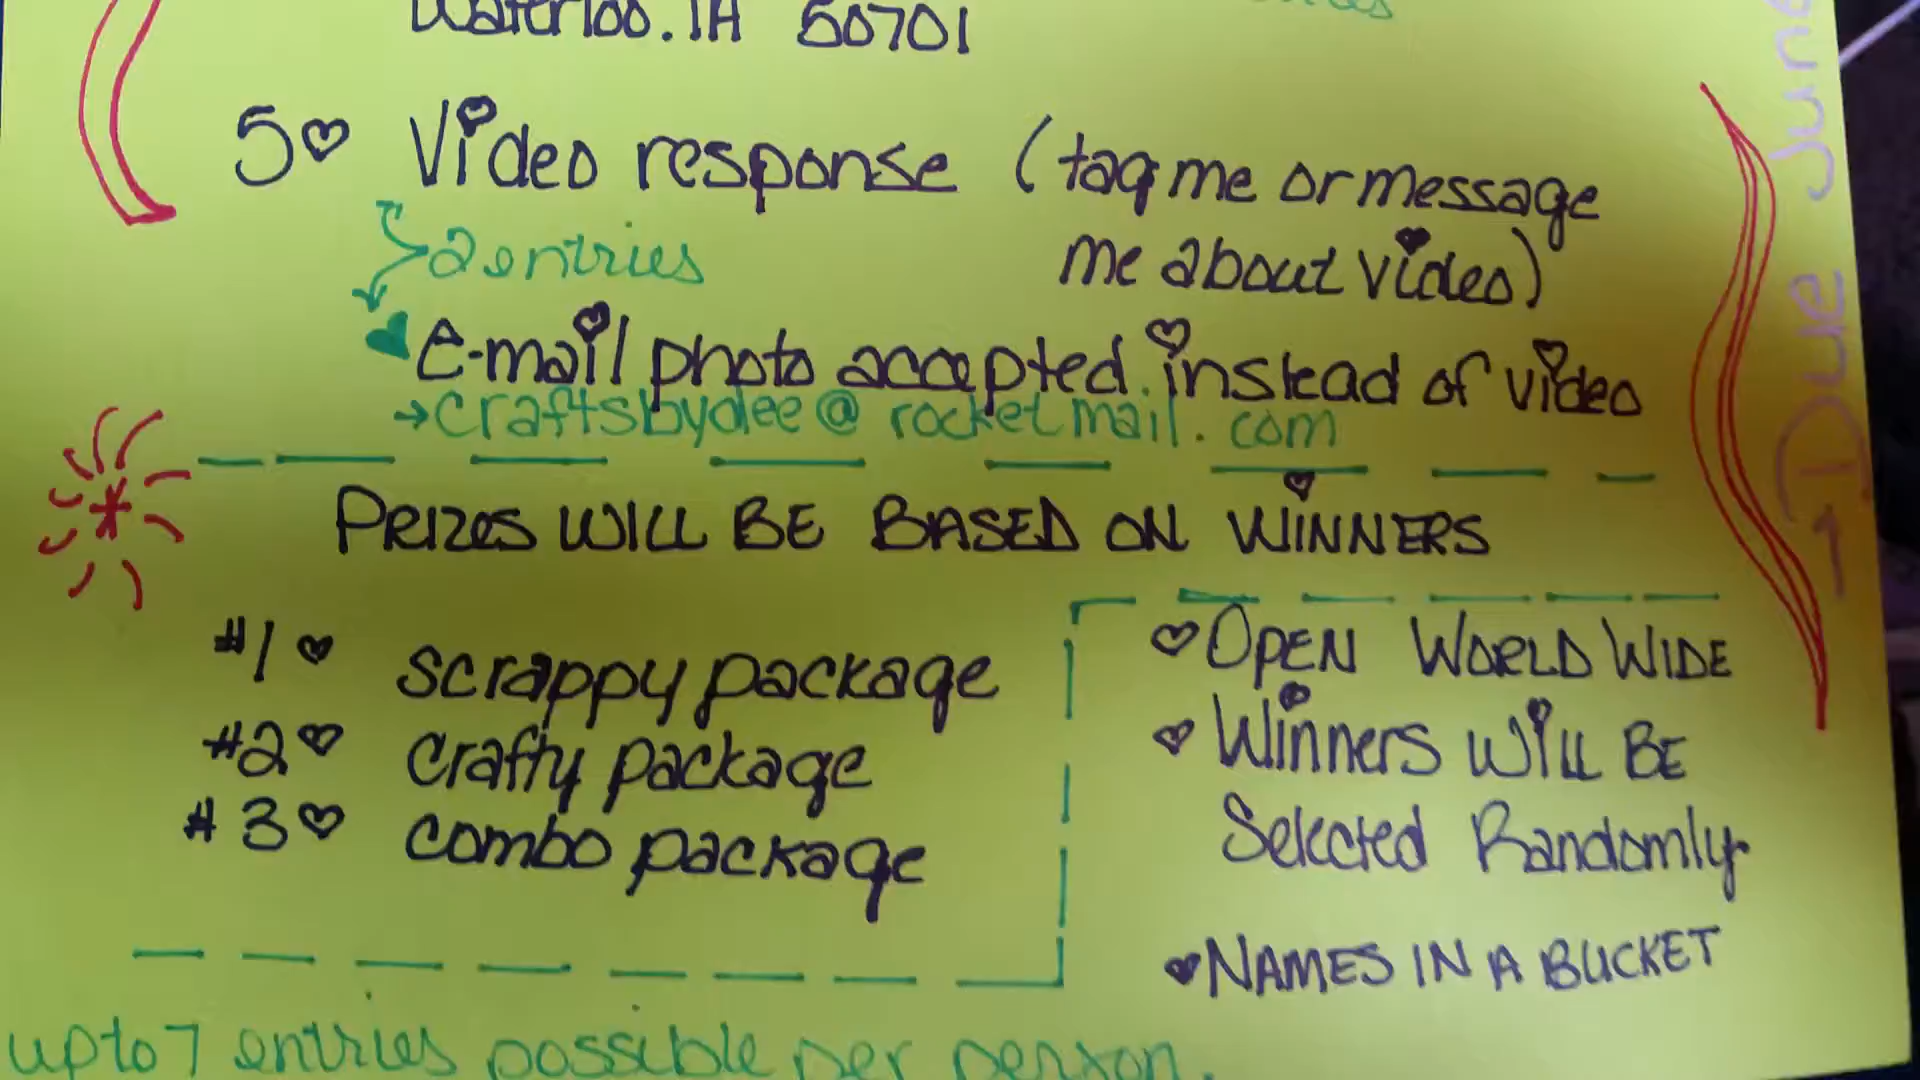 Waterloo. IA 50701
5 Video response (tag me or message
me about video)
2 entries
e-mail photo accepted instead of video
craftsbydee@rocketmail.com
PRIZES WILL BE BASED ON WINNERS
#1 scrappy package
#2 crafty package
#3 combo package
OPEN WORLD WIDE
Winners Will BE
Selected Randomly
NAMES IN A BUCKET
up to 7 entries possible per person.
Due June